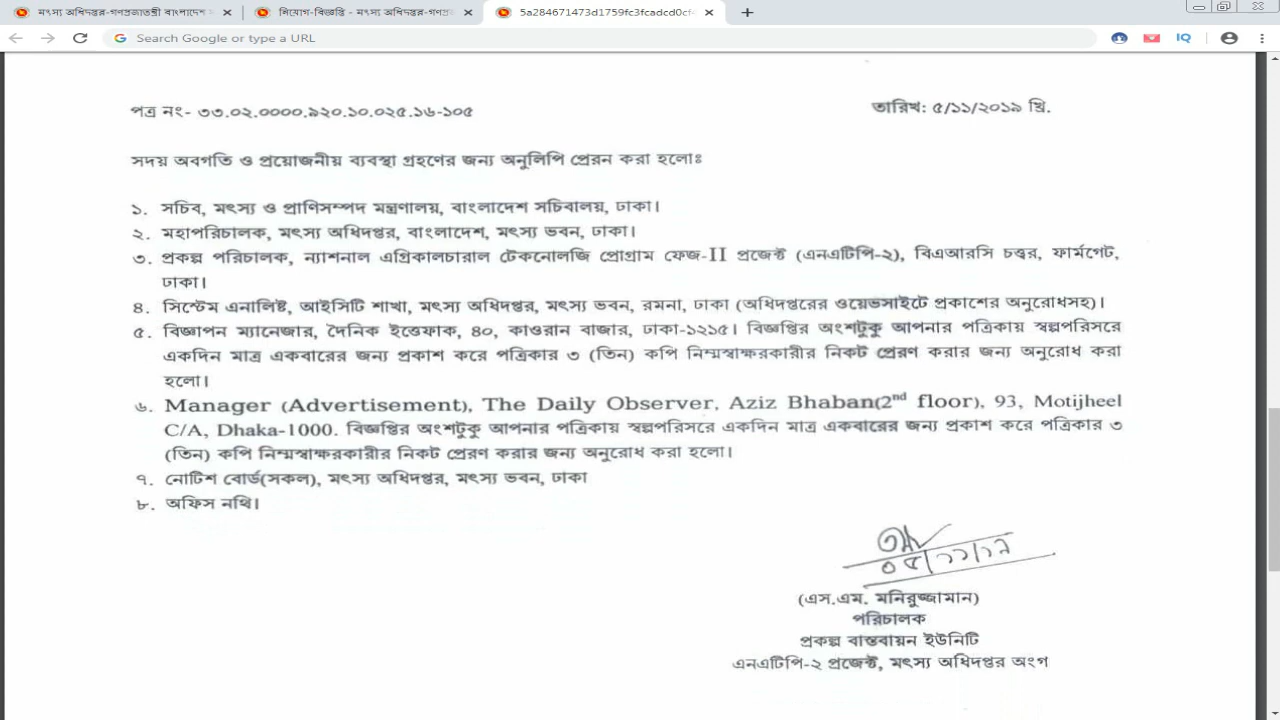 মৎস্য অধিদপ্তর-গণপ্রজাতন্ত্রী বাংলাদেশ
নিয়োগ-বিজ্ঞপ্তি - মৎস্য অধিদপ্তর-গণপ্র
5a284671473d1759fc3fcadcd0cf
Search Google or type a URL
IQ
পত্র নং- ৩৩.০২.০০০০.৯২০.১০.০২৫.১৬-১০৫
তারিখ: ৫/১১/২০১৯ খ্রি.
সদয় অবগতি ও প্রয়োজনীয় ব্যবস্থা গ্রহণের জন্য অনুলিপি প্রেরন করা হলোঃ
১. সচিব, মৎস্য ও প্রাণিসম্পদ মন্ত্রণালয়, বাংলাদেশ সচিবালয়, ঢাকা।
২. মহাপরিচালক, মৎস্য অধিদপ্তর, বাংলাদেশ, মৎস্য ভবন, ঢাকা।
৩. প্রকল্প পরিচালক, ন্যাশনাল এগ্রিকালচারাল টেকনোলজি প্রোগ্রাম ফেজ-II প্রজেক্ট (এনএটিপি-২), বিএআরসি চত্ত্বর, ফার্মগেট,
ঢাকা।
৪. সিস্টেম এনালিষ্ট, আইসিটি শাখা, মৎস্য অধিদপ্তর, মৎস্য ভবন, রমনা, ঢাকা (অধিদপ্তরের ওয়েভসাইটে প্রকাশের অনুরোধসহ)।
৫. বিজ্ঞাপন ম্যানেজার, দৈনিক ইত্তেফাক, ৪০, কাওরান বাজার, ঢাকা-১২১৫। বিজ্ঞপ্তির অংশটুকু আপনার পত্রিকায় স্বল্পপরিসরে
একদিন মাত্র একবারের জন্য প্রকাশ করে পত্রিকার ৩ (তিন) কপি নিম্মস্বাক্ষরকারীর নিকট প্রেরণ করার জন্য অনুরোধ করা
হলো।
৬. Manager (Advertisement), The Daily Observer, Aziz Bhaban(2nd floor), 93, Motijheel
C/A, Dhaka-1000. বিজ্ঞপ্তির অংশটুকু আপনার পত্রিকায় স্বল্পপরিসরে একদিন মাত্র একবারের জন্য প্রকাশ করে পত্রিকার ৩
(তিন) কপি নিম্মস্বাক্ষরকারীর নিকট প্রেরণ করার জন্য অনুরোধ করা হলো।
৭. নোটিশ বোর্ড(সকল), মৎস্য অধিদপ্তর, মৎস্য ভবন, ঢাকা
৮. অফিস নথি।
০৫/১১/১৯
(এস.এম. মনিরুজ্জামান)
পরিচালক
প্রকল্প বাস্তবায়ন ইউনিটি
এনএটিপি-২ প্রজেক্ট, মৎস্য অধিদপ্তর অংগ